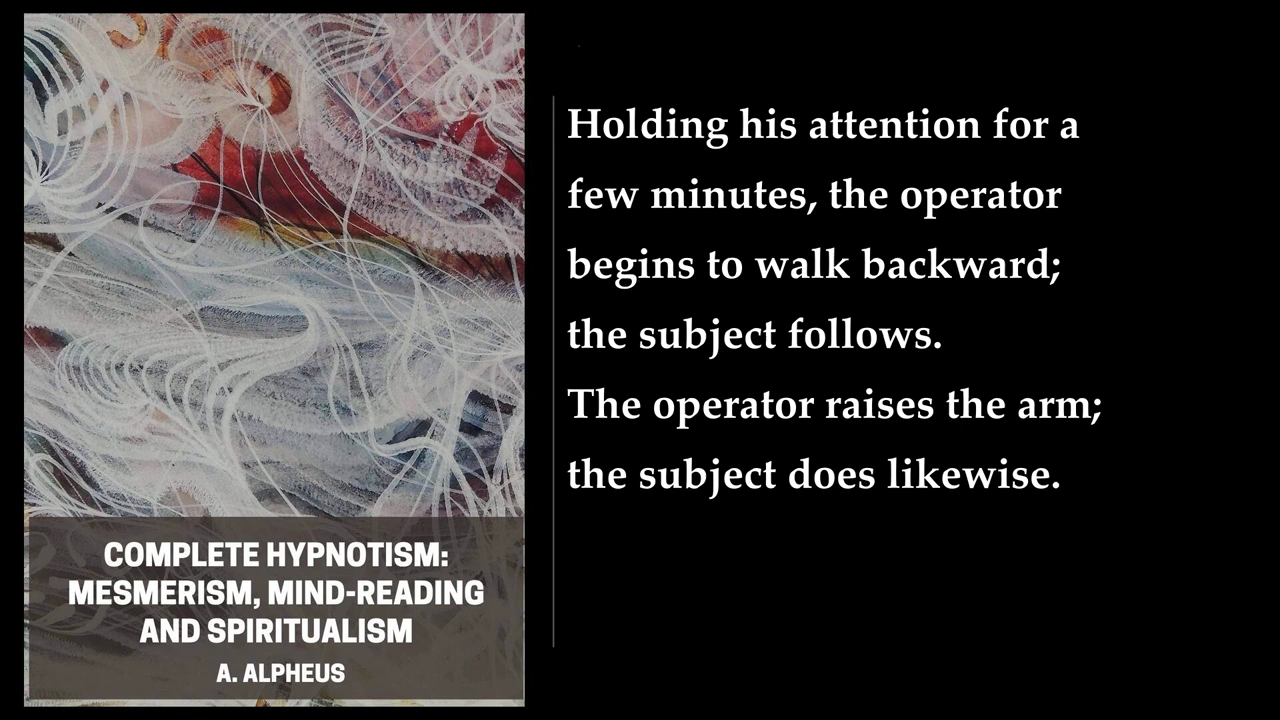 COMPLETE HYPNOTISM:
MESMERISM, MIND-READING
AND SPIRITUALISM
A. ALPHEUS
Holding his attention for a
few minutes, the operator
begins to walk backward;
the subject follows.
The operator raises the arm;
the subject does likewise.